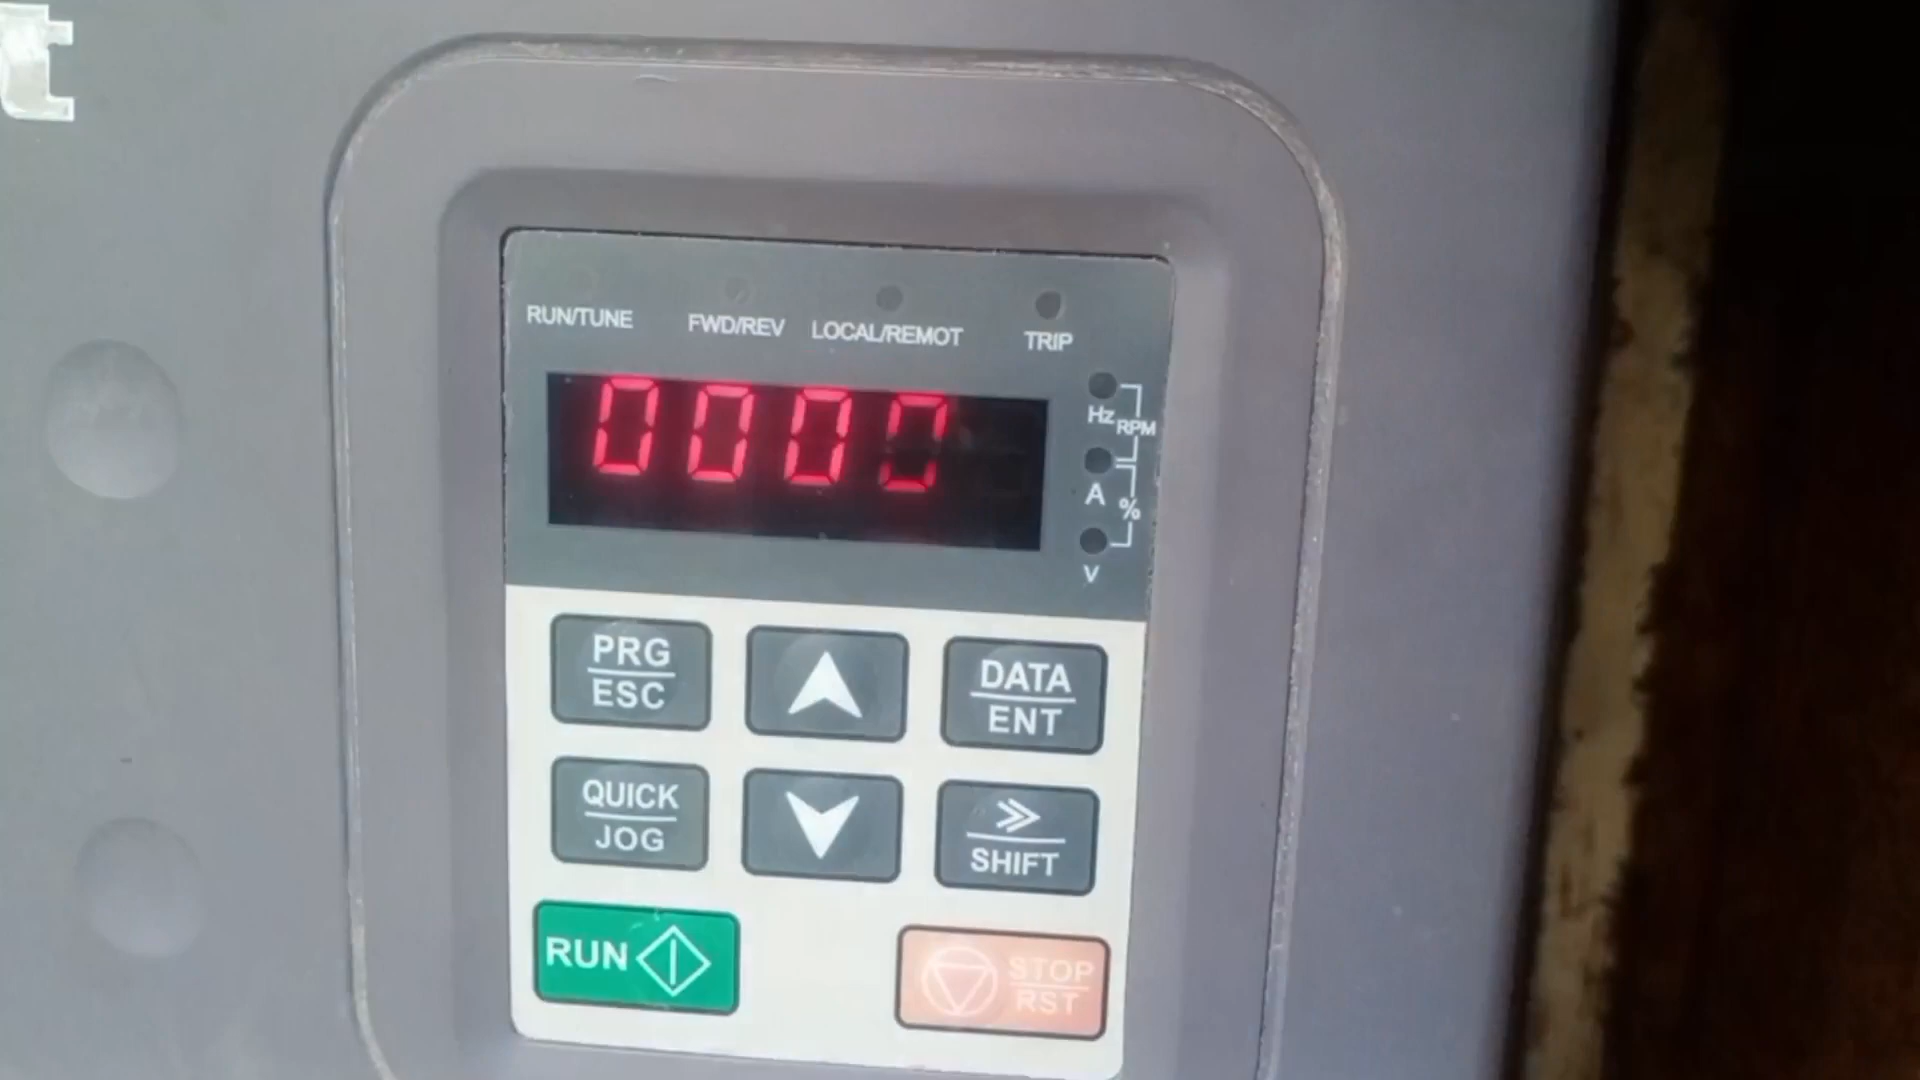 t
RUN/TUNE FWD/REV LOCAL/REMOT TRIP
0000
Hz
RPM
A
%
V
PRG
ESC
DATA
ENT
QUICK
JOG
SHIFT
RUN
STOP
RST